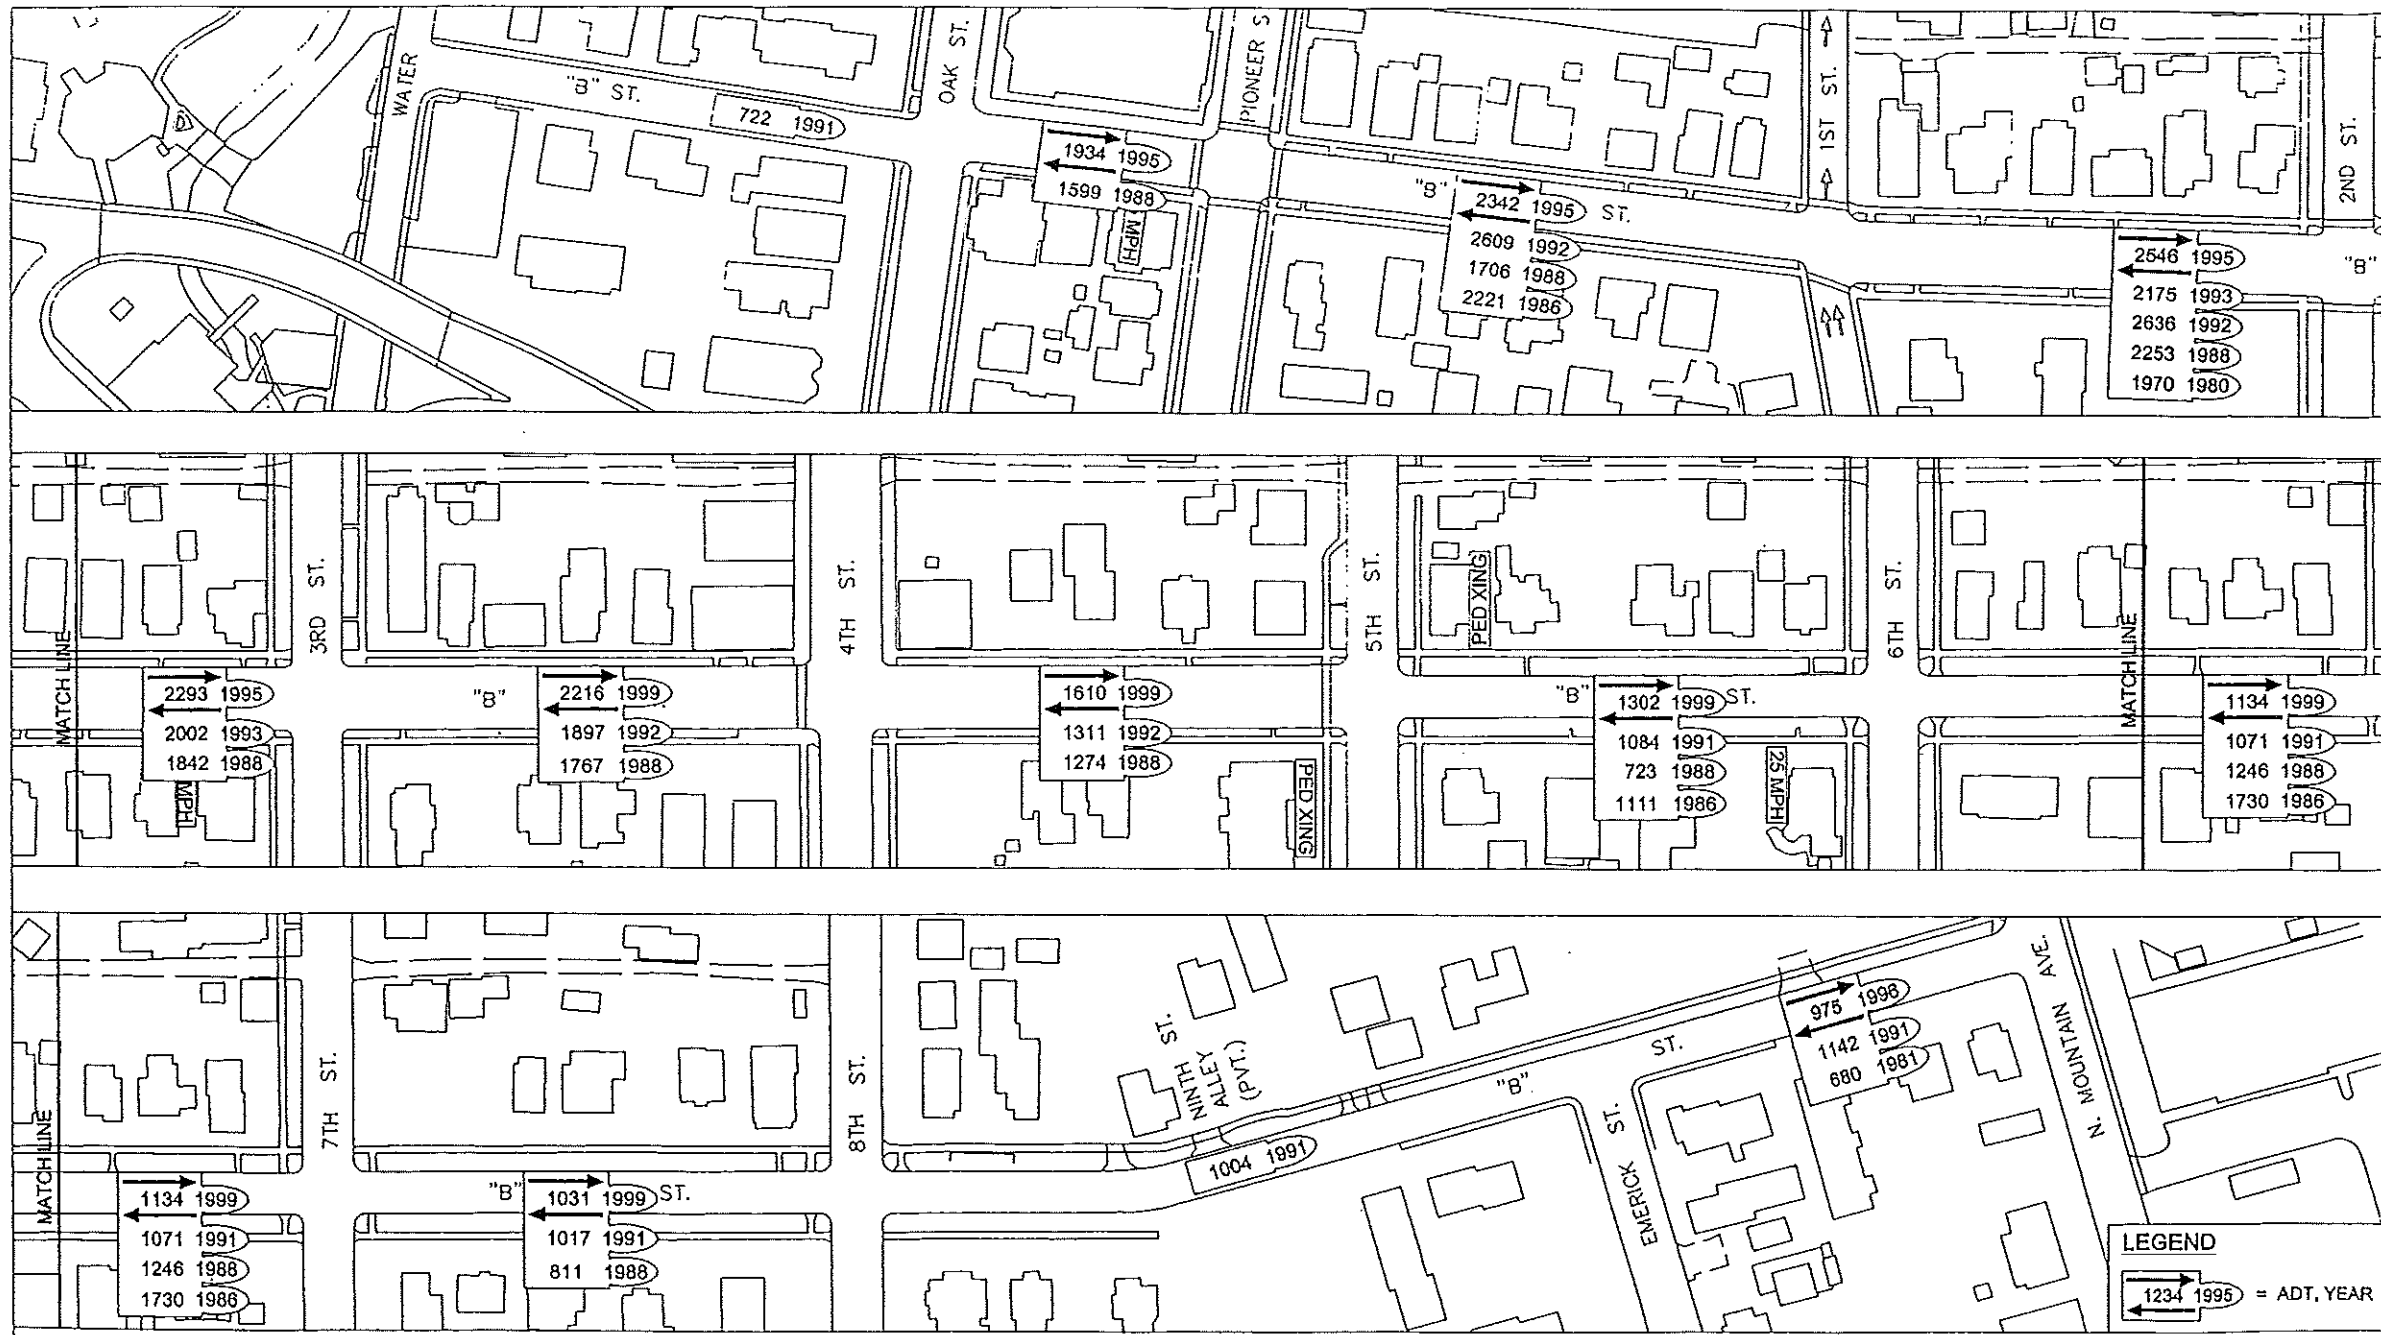 WATER
"B" ST.
722 1991
OAK ST.
1934 1995
1599 1988
MPH
PIONEER S
"B" ST.
2342 1995
2609 1992
1706 1988
2221 1986
1ST ST.
2ND ST.
2546 1995
2175 1993
2636 1992
2253 1988
1970 1980
"B"
MATCH LINE
2293 1995
2002 1993
1842 1988
MPH
3RD ST.
"B"
2216 1999
1897 1992
1767 1988
4TH ST.
1610 1999
1311 1992
1274 1988
PED XING
5TH ST.
PED XING
"B" ST.
1302 1999
1084 1991
723 1988
1111 1986
25 MPH
6TH ST.
MATCH LINE
1134 1999
1071 1991
1246 1988
1730 1986
MATCH LINE
1134 1999
1071 1991
1246 1988
1730 1986
7TH ST.
"B" ST.
1031 1999
1017 1991
811 1988
8TH ST.
NINTH ST.
ALLEY
(PVT.)
1004 1991
"B" ST.
EMERICK ST.
975 1996
1142 1991
680 1981
N. MOUNTAIN AVE.
LEGEND
1234 1995 = ADT, YEAR